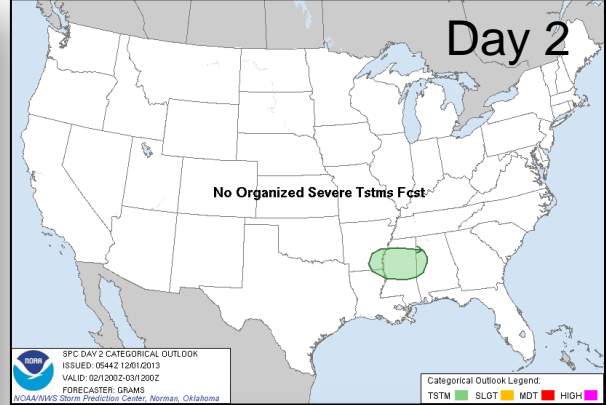 Day 2
No Organized Severe Tstms Fcst
NOAA
SPC DAY 2 CATEGORICAL OUTLOOK
ISSUED: 0544Z 12/01/2013
VALID: 02/1200Z-03/1200Z
FORECASTER: GRAMS
NOAA/NWS Storm Prediction Center, Norman, Oklahoma
Categorical Outlook Legend:
TSTM SLGT MDT HIGH